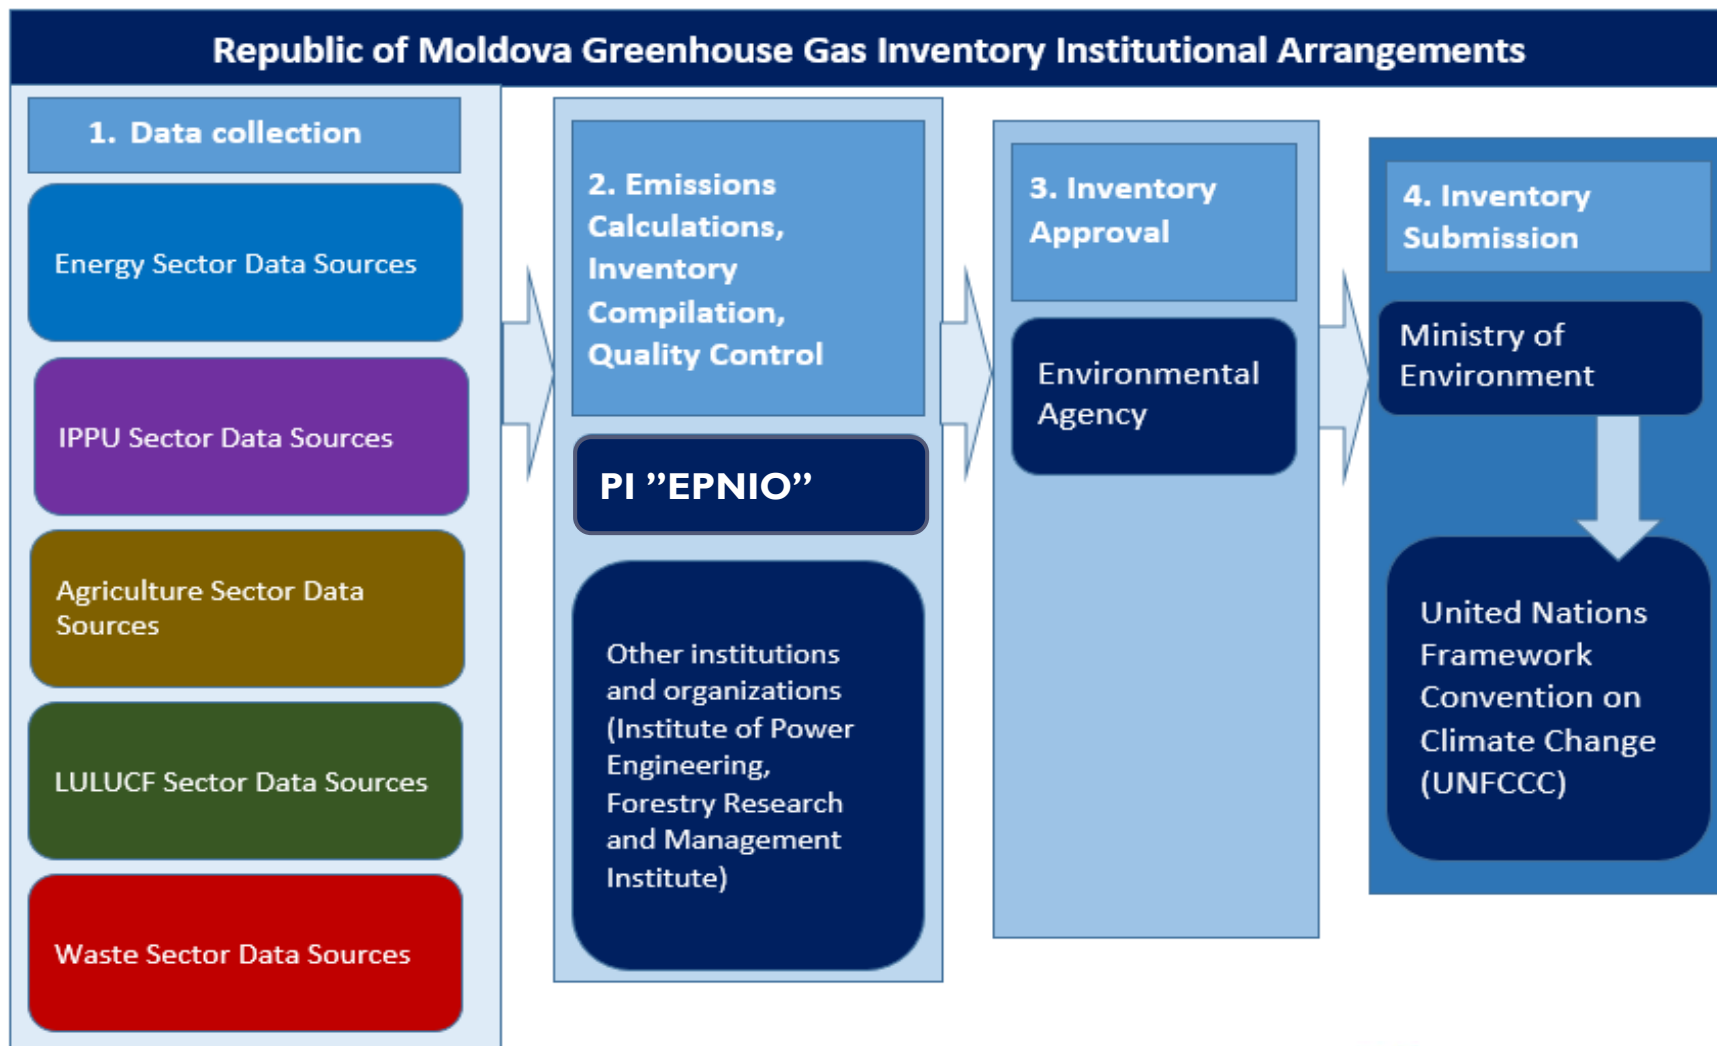 Republic of Moldova Greenhouse Gas Inventory Institutional Arrangements
1. Data collection
Energy Sector Data Sources
IPPU Sector Data Sources
Agriculture Sector Data
Sources
LULUCF Sector Data Sources
Waste Sector Data Sources
2. Emissions
Calculations,
Inventory
Compilation,
Quality Control
PI ”EPNIO”
Other institutions
and organizations
(Institute of Power
Engineering,
Forestry Research
and Management
Institute)
3. Inventory
Approval
Environmental
Agency
4. Inventory
Submission
Ministry of
Environment
United Nations
Framework
Convention on
Climate Change
(UNFCCC)